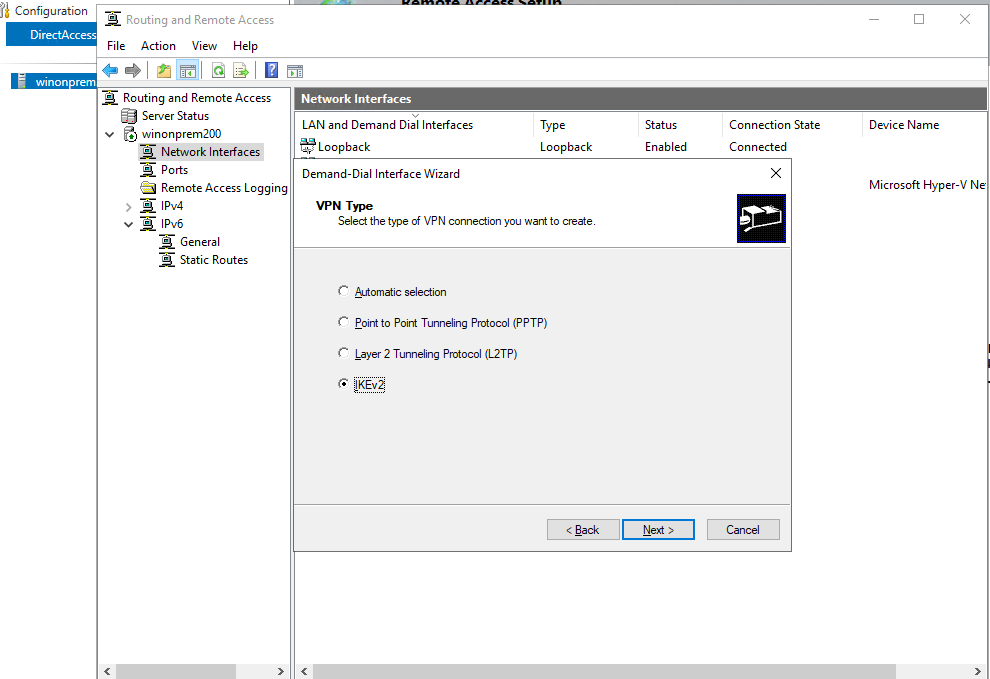 Configuration
Remote Access Setup
DirectAccess
winonprem
Routing and Remote Access
File Action View Help
Routing and Remote Access
Server Status
winonprem200
Network Interfaces
Ports
Remote Access Logging
IPv4
IPv6
General
Static Routes
Network Interfaces
LAN and Demand Dial Interfaces Type Status Connection State Device Name
Loopback Loopback Enabled Connected
Microsoft Hyper-V Ne
Demand-Dial Interface Wizard
VPN Type
Select the type of VPN connection you want to create.
Automatic selection
Point to Point Tunneling Protocol (PPTP)
Layer 2 Tunneling Protocol (L2TP)
IKEv2
< Back Next > Cancel